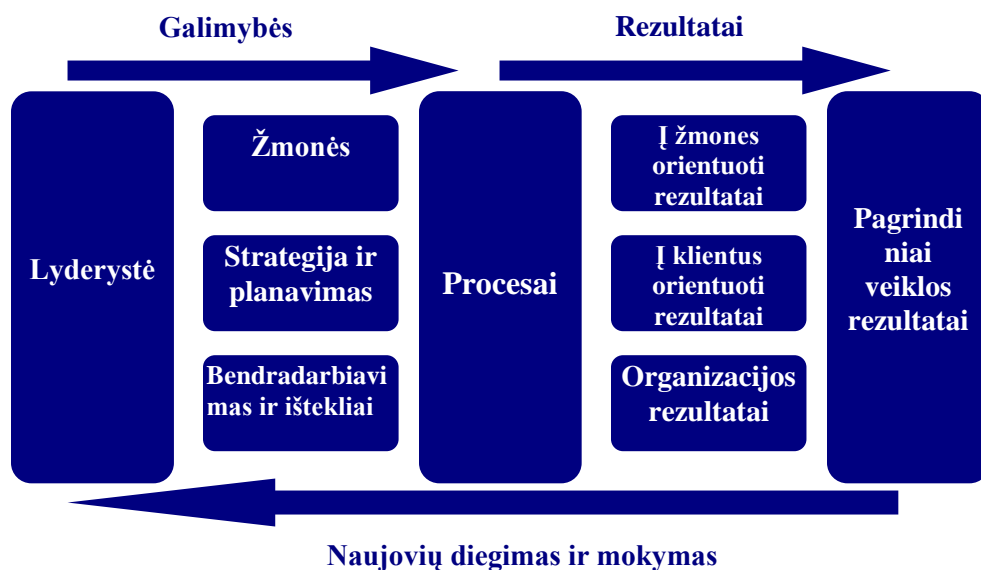 Galimybės
Rezultatai
Lyderystė
Žmonės
Strategija ir
planavimas
Bendradarbiavi
mas ir ištekliai
Procesai
Į žmones
orientuoti
rezultatai
Į klientus
orientuoti
rezultatai
Organizacijos
rezultatai
Pagrindi
niai
veiklos
rezultatai
Naujovių diegimas ir mokymas